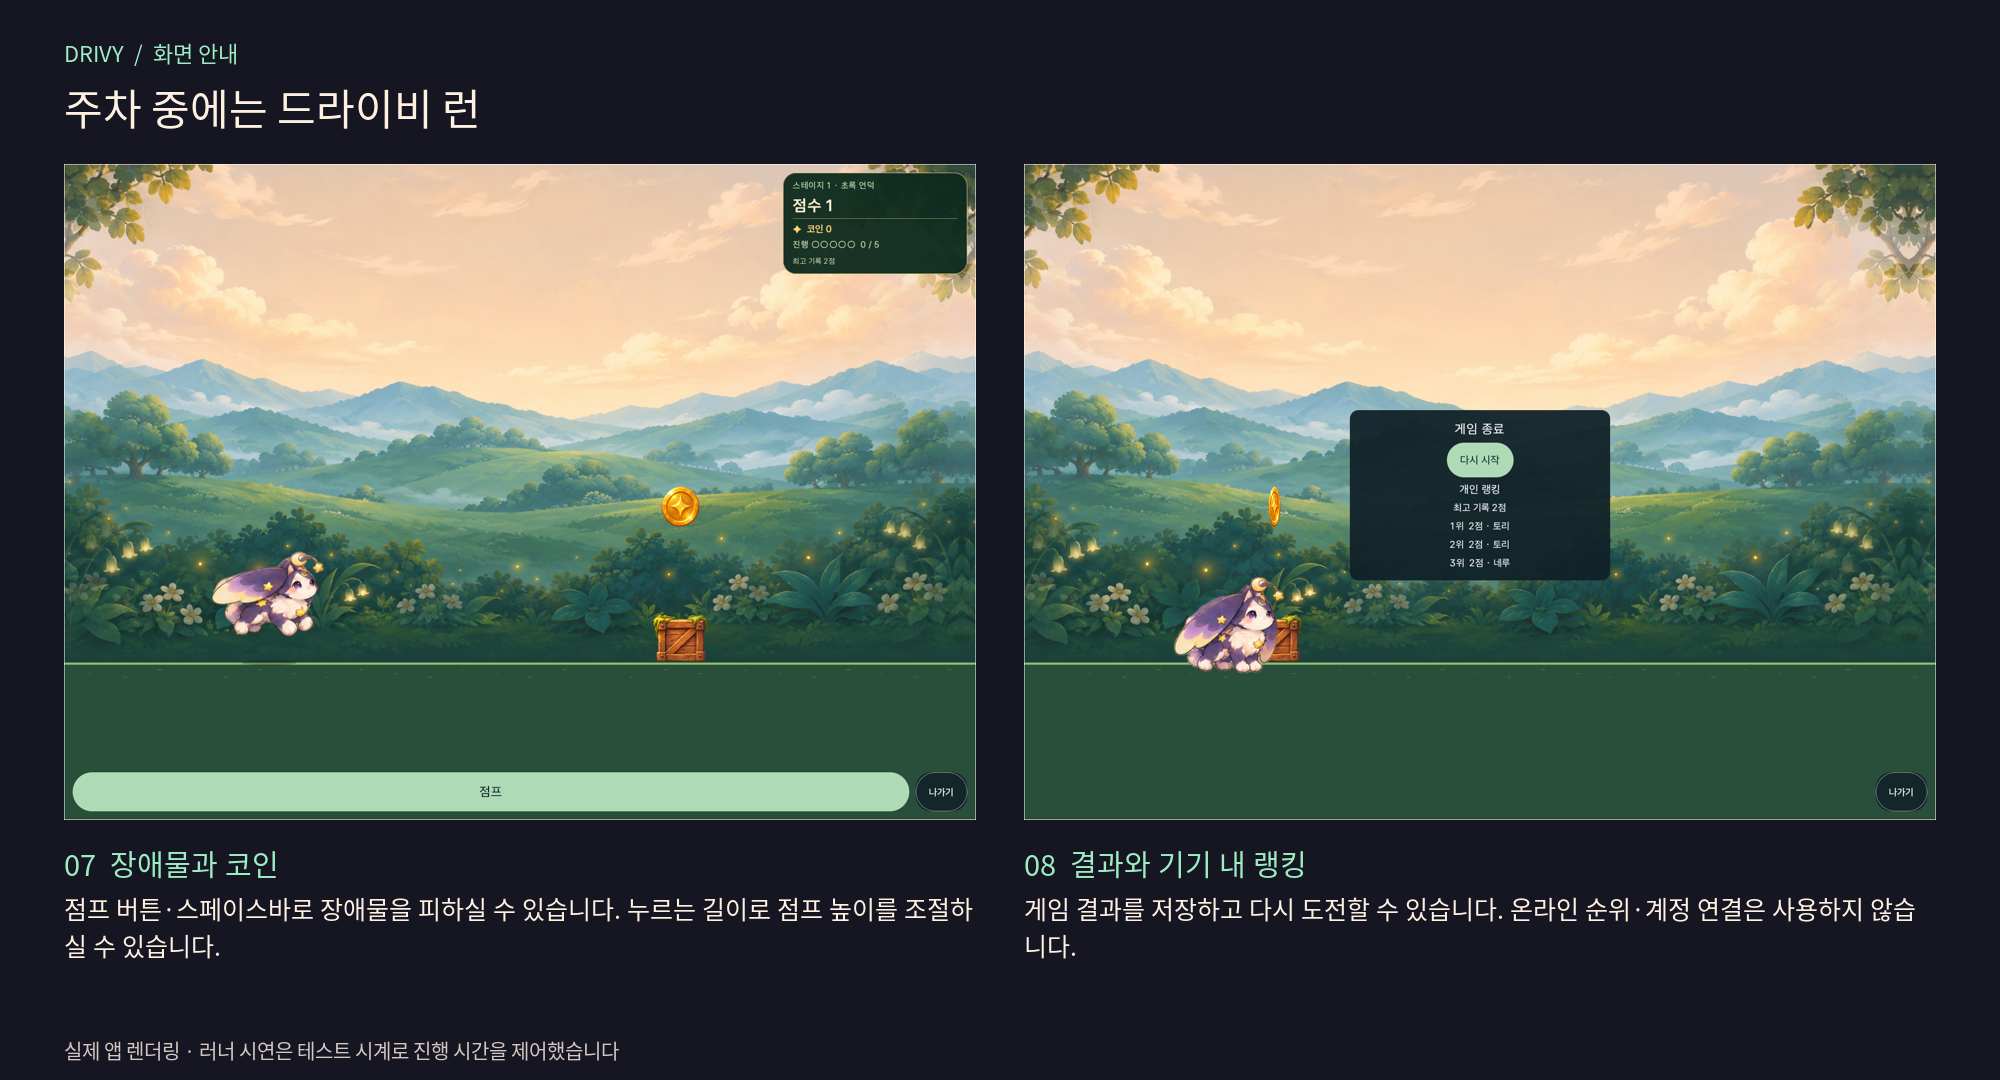 DRIVY / 화면 안내
주차 중에는 드라이비 런
스테이지 1 · 초록 언덕
점수 1
✦ 코인 0
진행 ○○○○○ 0 / 5
최고 기록 2점
점프
나가기
게임 종료
다시 시작
개인 랭킹
최고 기록 2점
1위 2점 · 토리
2위 2점 · 토리
3위 2점 · 네루
나가기
07 장애물과 코인
점프 버튼·스페이스바로 장애물을 피하실 수 있습니다. 누르는 길이로 점프 높이를 조절하
실 수 있습니다.
08 결과와 기기 내 랭킹
게임 결과를 저장하고 다시 도전할 수 있습니다. 온라인 순위·계정 연결은 사용하지 않습
니다.
실제 앱 렌더링 · 러너 시연은 테스트 시계로 진행 시간을 제어했습니다